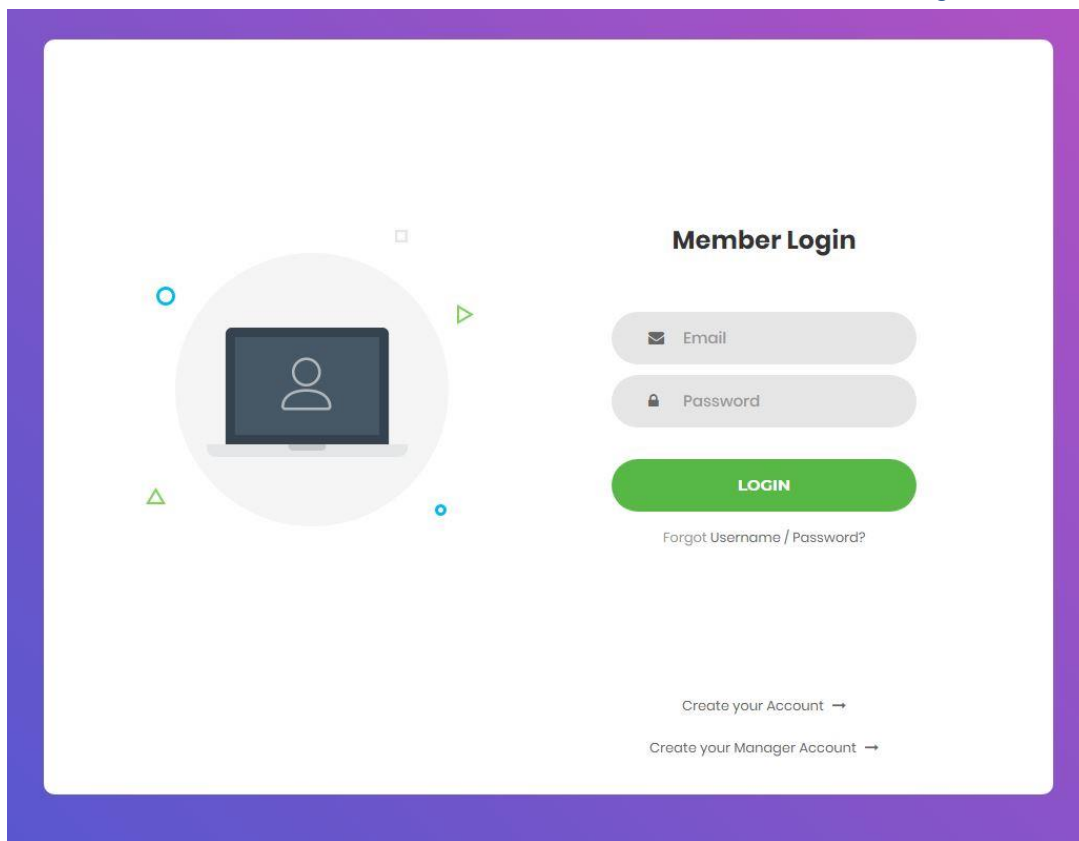 Member Login
Email
Password
LOGIN
Forgot Username / Password?
Create your Account →
Create your Manager Account →